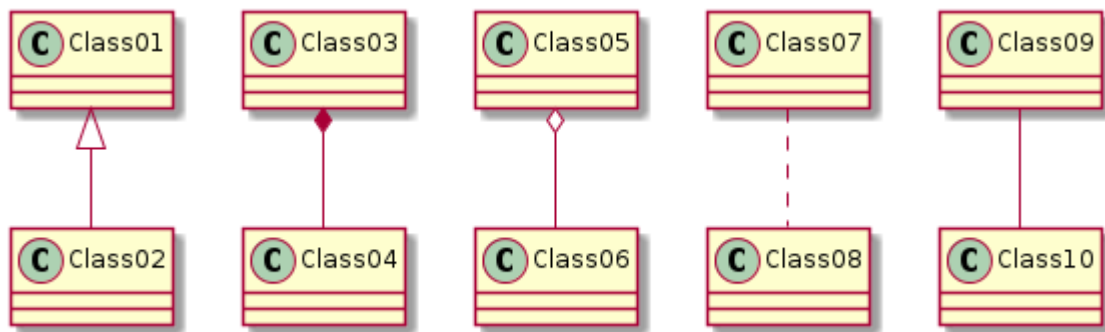 C Class01
C Class03
C Class05
C Class07
C Class09
C Class02
C Class04
C Class06
C Class08
C Class10